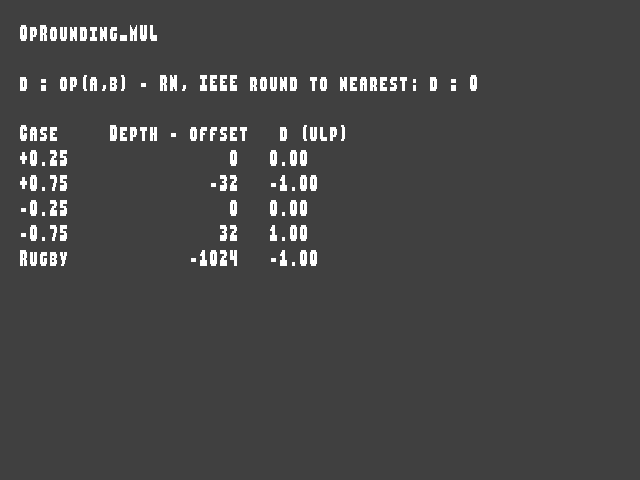 OpRounding_MUL
D = op(A,B) - RN, IEEE round to nearest: D = 0
Case Depth - offset D (ulp)
+0.25 0 0.00
+0.75 -32 -1.00
-0.25 0 0.00
-0.75 32 1.00
Rugby -1024 -1.00